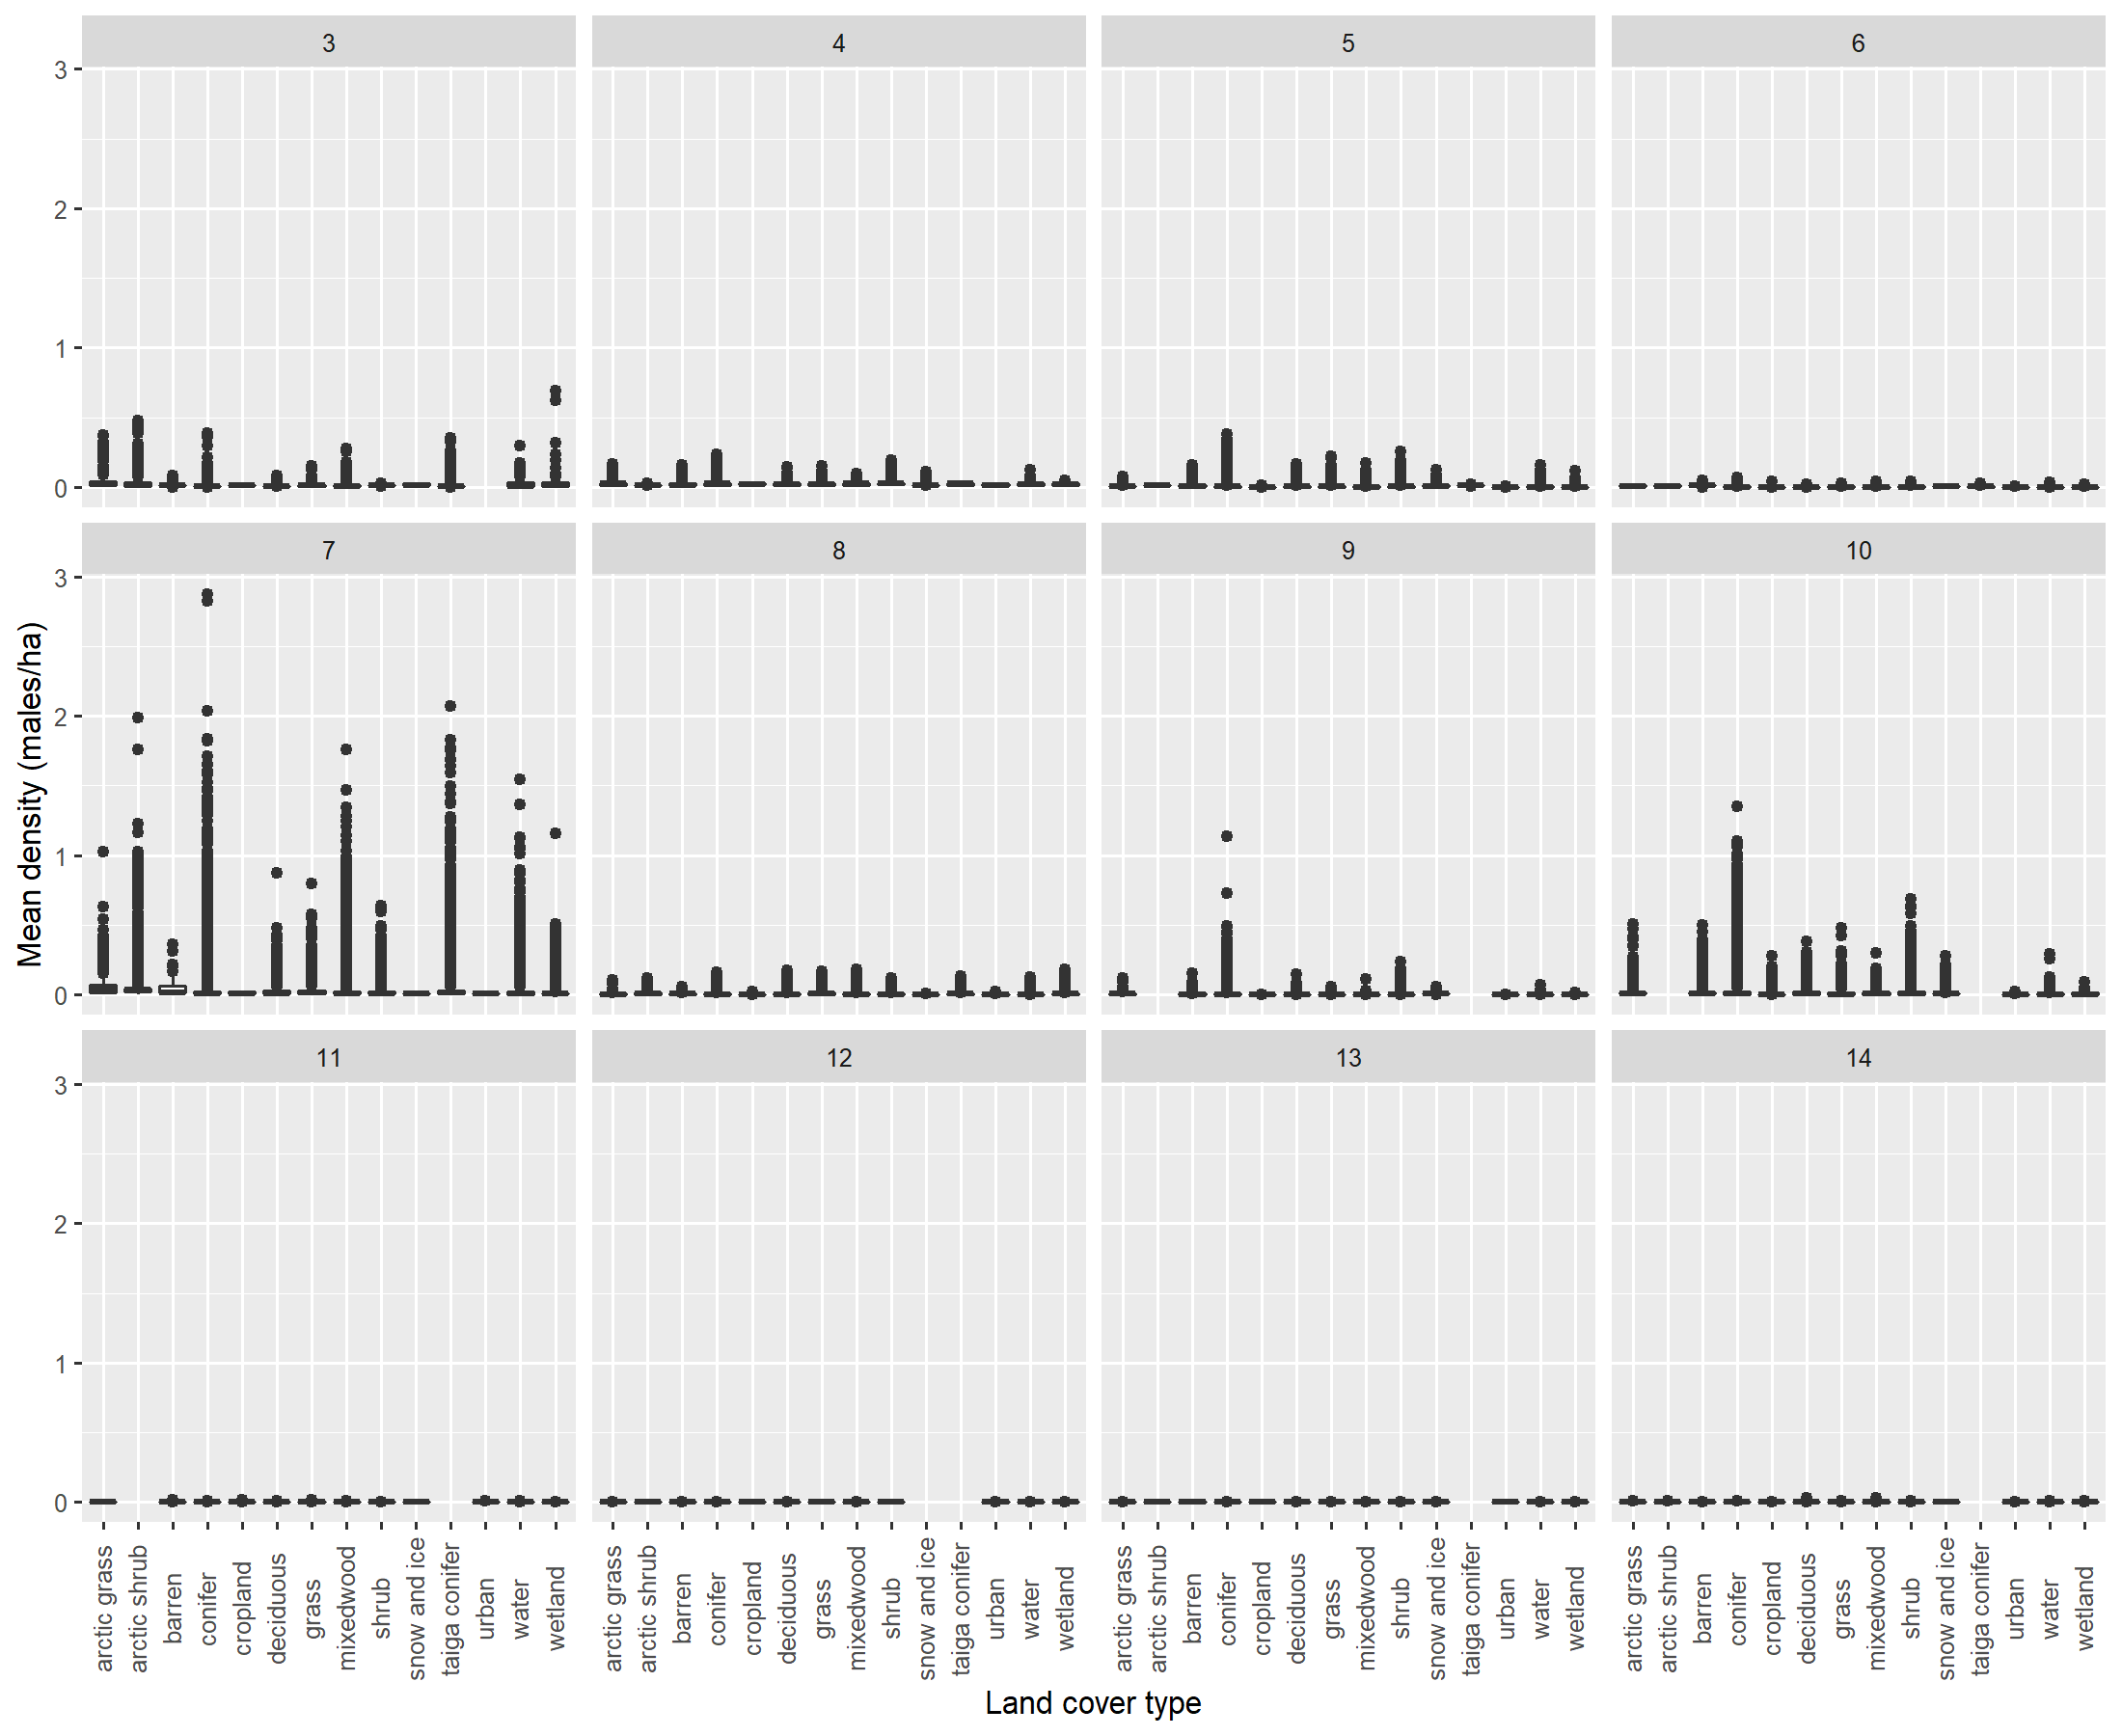 3 4 5 6
3
2
1
0
7 8 9 10
3
2
1
0
11 12 13 14
3
2
1
0
Mean density (males/ha)
arctic grass arctic shrub barren conifer cropland deciduous grass mixedwood shrub snow and ice taiga conifer urban water wetland
arctic grass arctic shrub barren conifer cropland deciduous grass mixedwood shrub snow and ice taiga conifer urban water wetland
arctic grass arctic shrub barren conifer cropland deciduous grass mixedwood shrub snow and ice taiga conifer urban water wetland
arctic grass arctic shrub barren conifer cropland deciduous grass mixedwood shrub snow and ice taiga conifer urban water wetland
Land cover type